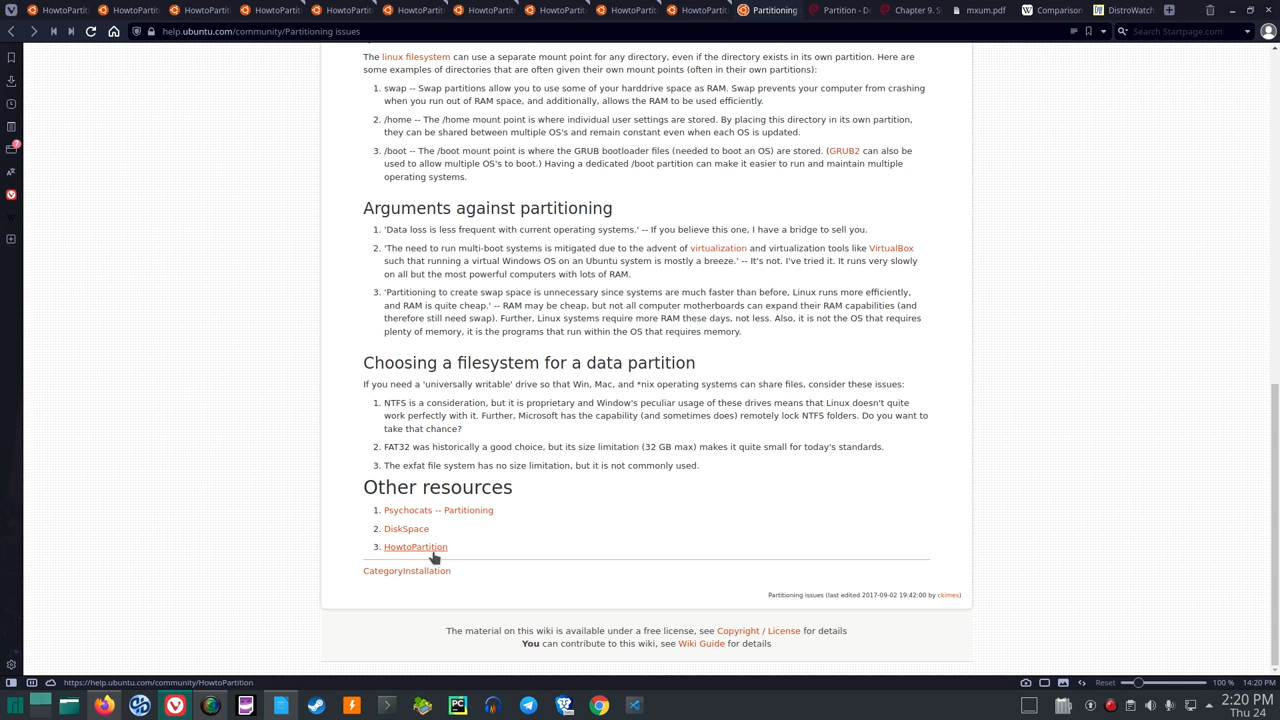 HowtoPartiti
HowtoPartiti
HowtoPartiti
HowtoPartiti
HowtoPartiti
HowtoPartiti
HowtoPartiti
HowtoPartiti
HowtoPartiti
Partitioning
Partition - D
Chapter 9. S
mxum.pdf
Comparison
DistroWatch
help.ubuntu.com/community/Partitioning issues
Search Startpage.com
The linux filesystem can use a separate mount point for any directory, even if the directory exists in its own partition. Here are
some examples of directories that are often given their own mount points (often in their own partitions):
1. swap -- Swap partitions allow you to use some of your harddrive space as RAM. Swap prevents your computer from crashing
when you run out of RAM space, and additionally, allows the RAM to be used efficiently.
2. /home -- The /home mount point is where individual user settings are stored. By placing this directory in its own partition,
they can be shared between multiple OS's and remain constant even when each OS is updated.
3. /boot -- The /boot mount point is where the GRUB bootloader files (needed to boot an OS) are stored. (GRUB2 can also be
used to allow multiple OS's to boot.) Having a dedicated /boot partition can make it easier to run and maintain multiple
operating systems.
Arguments against partitioning
1. 'Data loss is less frequent with current operating systems.' -- If you believe this one, I have a bridge to sell you.
2. 'The need to run multi-boot systems is mitigated due to the advent of virtualization and virtualization tools like VirtualBox
such that running a virtual Windows OS on an Ubuntu system is mostly a breeze.' -- It's not. I've tried it. It runs very slowly
on all but the most powerful computers with lots of RAM.
3. 'Partitioning to create swap space is unnecessary since systems are much faster than before, Linux runs more efficiently,
and RAM is quite cheap.' -- RAM may be cheap, but not all computer motherboards can expand their RAM capabilities (and
therefore still need swap). Further, Linux systems require more RAM these days, not less. Also, it is not the OS that requires
plenty of memory, it is the programs that run within the OS that requires memory.
Choosing a filesystem for a data partition
If you need a 'universally writable' drive so that Win, Mac, and *nix operating systems can share files, consider these issues:
1. NTFS is a consideration, but it is proprietary and Window's peculiar usage of these drives means that Linux doesn't quite
work perfectly with it. Further, Microsoft has the capability (and sometimes does) remotely lock NTFS folders. Do you want to
take that chance?
2. FAT32 was historically a good choice, but its size limitation (32 GB max) makes it quite small for today's standards.
3. The exfat file system has no size limitation, but it is not commonly used.
Other resources
1. Psychocats -- Partitioning
2. DiskSpace
3. HowtoPartition
CategoryInstallation
Partitioning issues (last edited 2017-09-02 19:42:00 by ckimes)
The material on this wiki is available under a free license, see Copyright / License for details
You can contribute to this wiki, see Wiki Guide for details
https://help.ubuntu.com/community/HowtoPartition
Reset
100 %
14:20 PM
2:20 PM
Thu 24